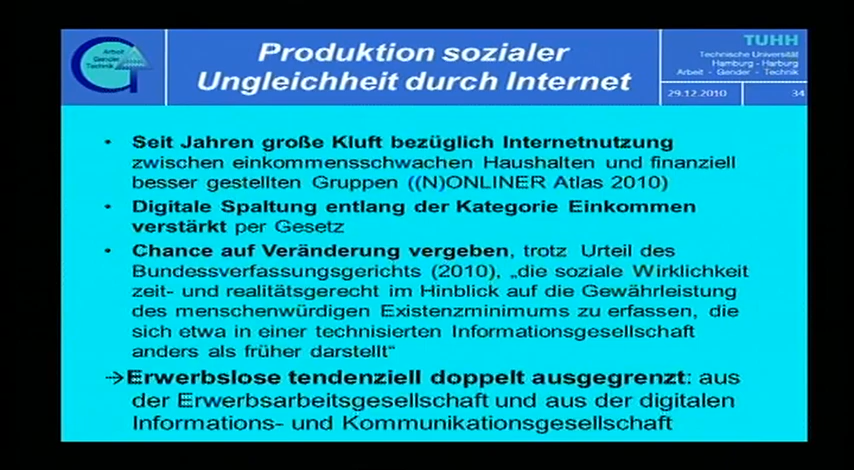 Arbeit
Gender
Technik
Produktion sozialer
Ungleichheit durch Internet
TUHH
Technische Universität
Hamburg - Harburg
Arbeit - Gender - Technik
29.12.2010
34
• Seit Jahren große Kluft bezüglich Internetnutzung
zwischen einkommensschwachen Haushalten und finanziell
besser gestellten Gruppen ((N)ONLINER Atlas 2010)
• Digitale Spaltung entlang der Kategorie Einkommen
verstärkt per Gesetz
• Chance auf Veränderung vergeben, trotz Urteil des
Bundesverfassungsgerichts (2010), „die soziale Wirklichkeit
zeit- und realitätsgerecht im Hinblick auf die Gewährleistung
des menschenwürdigen Existenzminimums zu erfassen, die
sich etwa in einer technisierten Informationsgesellschaft
anders als früher darstellt“
→Erwerbslose tendenziell doppelt ausgegrenzt: aus
der Erwerbsarbeitsgesellschaft und aus der digitalen
Informations- und Kommunikationsgesellschaft